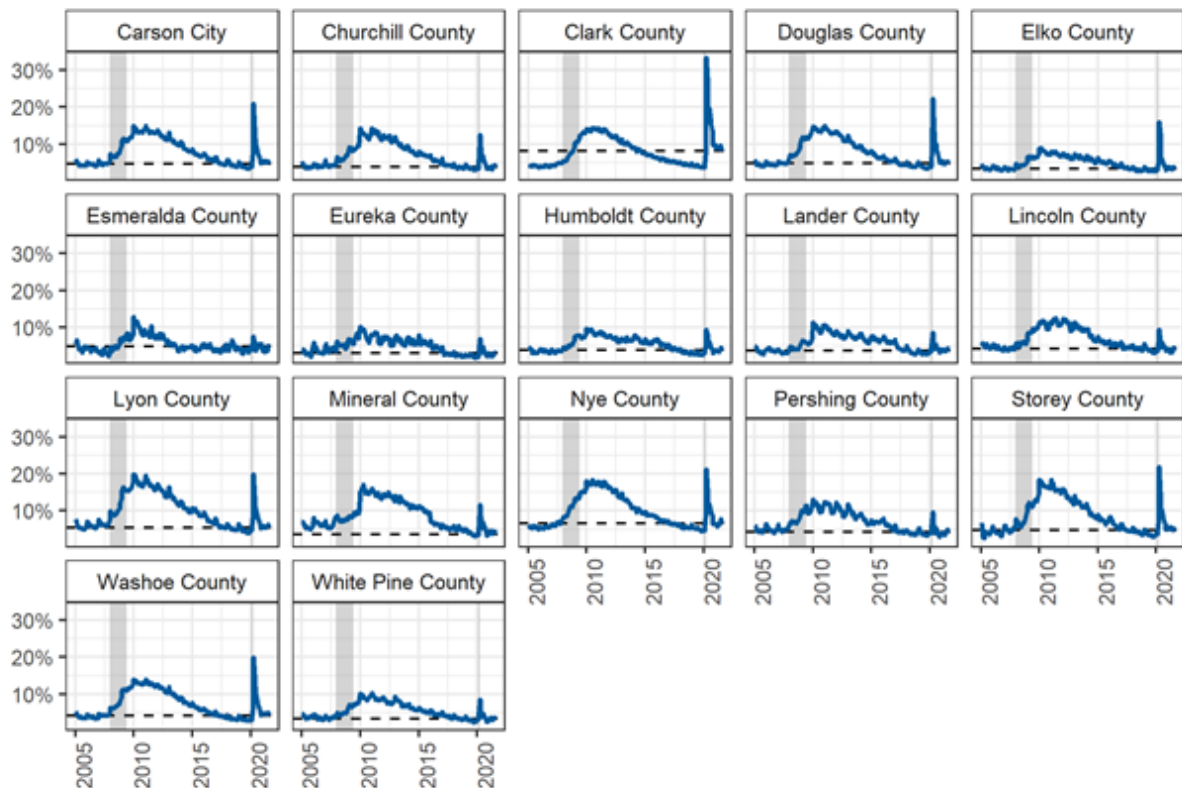 Carson City Churchill County Clark County Douglas County Elko County
30%
20%
10%
Esmeralda County Eureka County Humboldt County Lander County Lincoln County
30%
20%
10%
Lyon County Mineral County Nye County Pershing County Storey County
30%
20%
10%
2005 2010 2015 2020 2005 2010 2015 2020 2005 2010 2015 2020
Washoe County White Pine County
30%
20%
10%
2005 2010 2015 2020 2005 2010 2015 2020